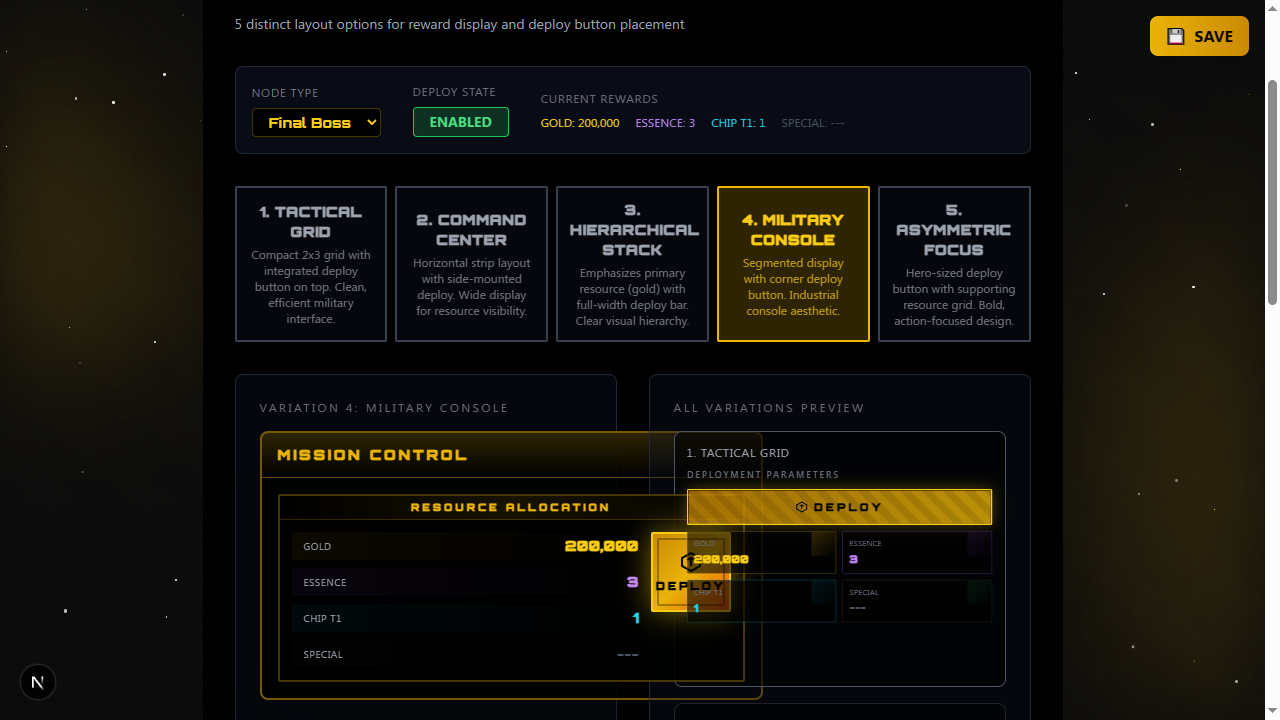 5 distinct layout options for reward display and deploy button placement
SAVE
NODE TYPE
Final Boss
DEPLOY STATE
ENABLED
CURRENT REWARDS
GOLD: 200,000 ESSENCE: 3 CHIP T1: 1 SPECIAL: ---
1. TACTICAL
GRID
Compact 2x3 grid with
integrated deploy
button on top. Clean,
efficient military
interface.
2. COMMAND
CENTER
Horizontal strip layout
with side-mounted
deploy. Wide display
for resource visibility.
3.
HIERARCHICAL
STACK
Emphasizes primary
resource (gold) with
full-width deploy bar.
Clear visual hierarchy.
4. MILITARY
CONSOLE
Segmented display
with corner deploy
button. Industrial
console aesthetic.
5.
ASYMMETRIC
FOCUS
Hero-sized deploy
button with supporting
resource grid. Bold,
action-focused design.
VARIATION 4: MILITARY CONSOLE
MISSION CONTROL
RESOURCE ALLOCATION
GOLD 200,000
ESSENCE 3
CHIP T1 1
SPECIAL ---
DEPLOY
ALL VARIATIONS PREVIEW
1. TACTICAL GRID
DEPLOYMENT PARAMETERS
DEPLOY
GOLD
200,000
ESSENCE
3
CHIP T1
1
SPECIAL
---
N